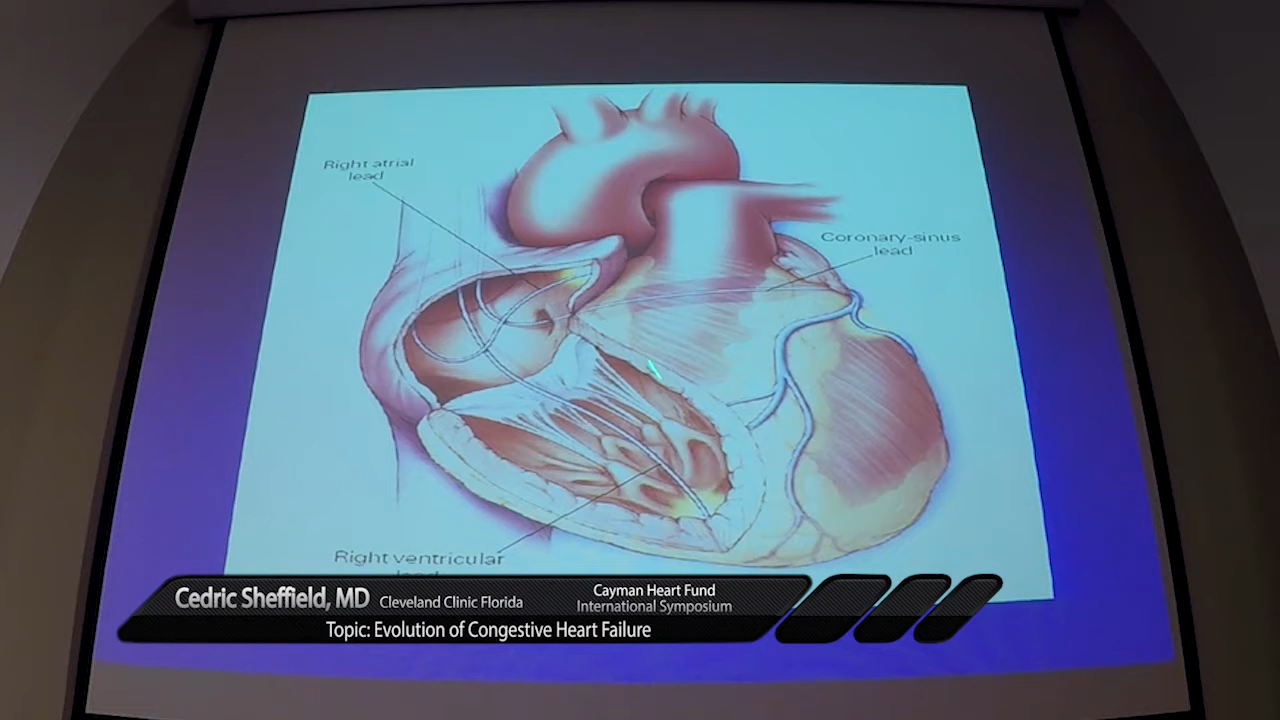 Right atrial
lead
Coronary-sinus
lead
Right ventricular
lead
Cedric Sheffield, MD Cleveland Clinic Florida
Cayman Heart Fund
International Symposium
Topic: Evolution of Congestive Heart Failure